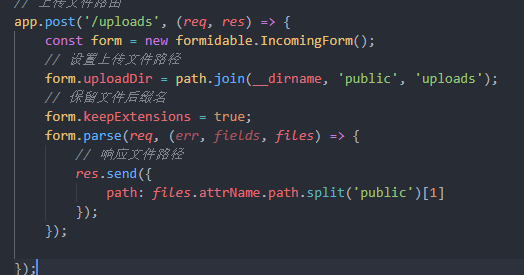 // 上传文件路由
app.post('/uploads', (req, res) => {
const form = new formidable.IncomingForm();
// 设置上传文件路径
form.uploadDir = path.join(__dirname, 'public', 'uploads');
// 保留文件后缀名
form.keepExtensions = true;
form.parse(req, (err, fields, files) => {
// 响应文件路径
res.send({
path: files.attrName.path.split('public')[1]
});
});
});